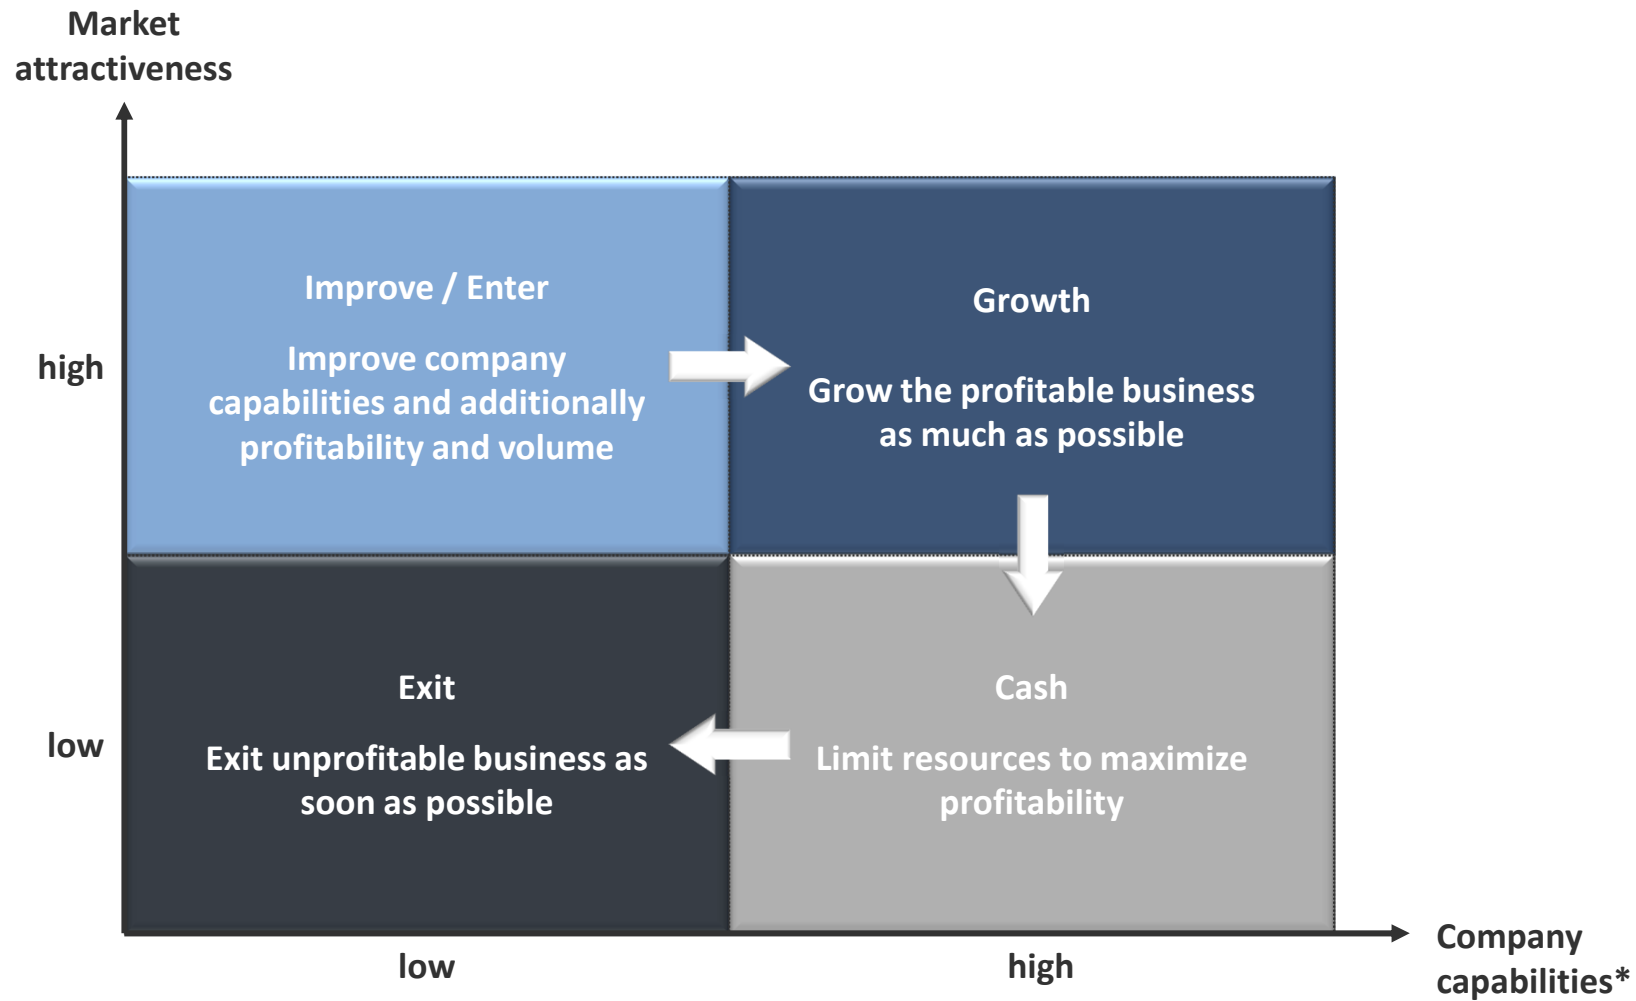 Market
attractiveness
Improve / Enter
Improve company
capabilities and additionally
profitability and volume
Growth
Grow the profitable business
as much as possible
high
Exit
Exit unprofitable business as
soon as possible
Cash
Limit resources to maximize
profitability
low
low
high
Company
capabilities*